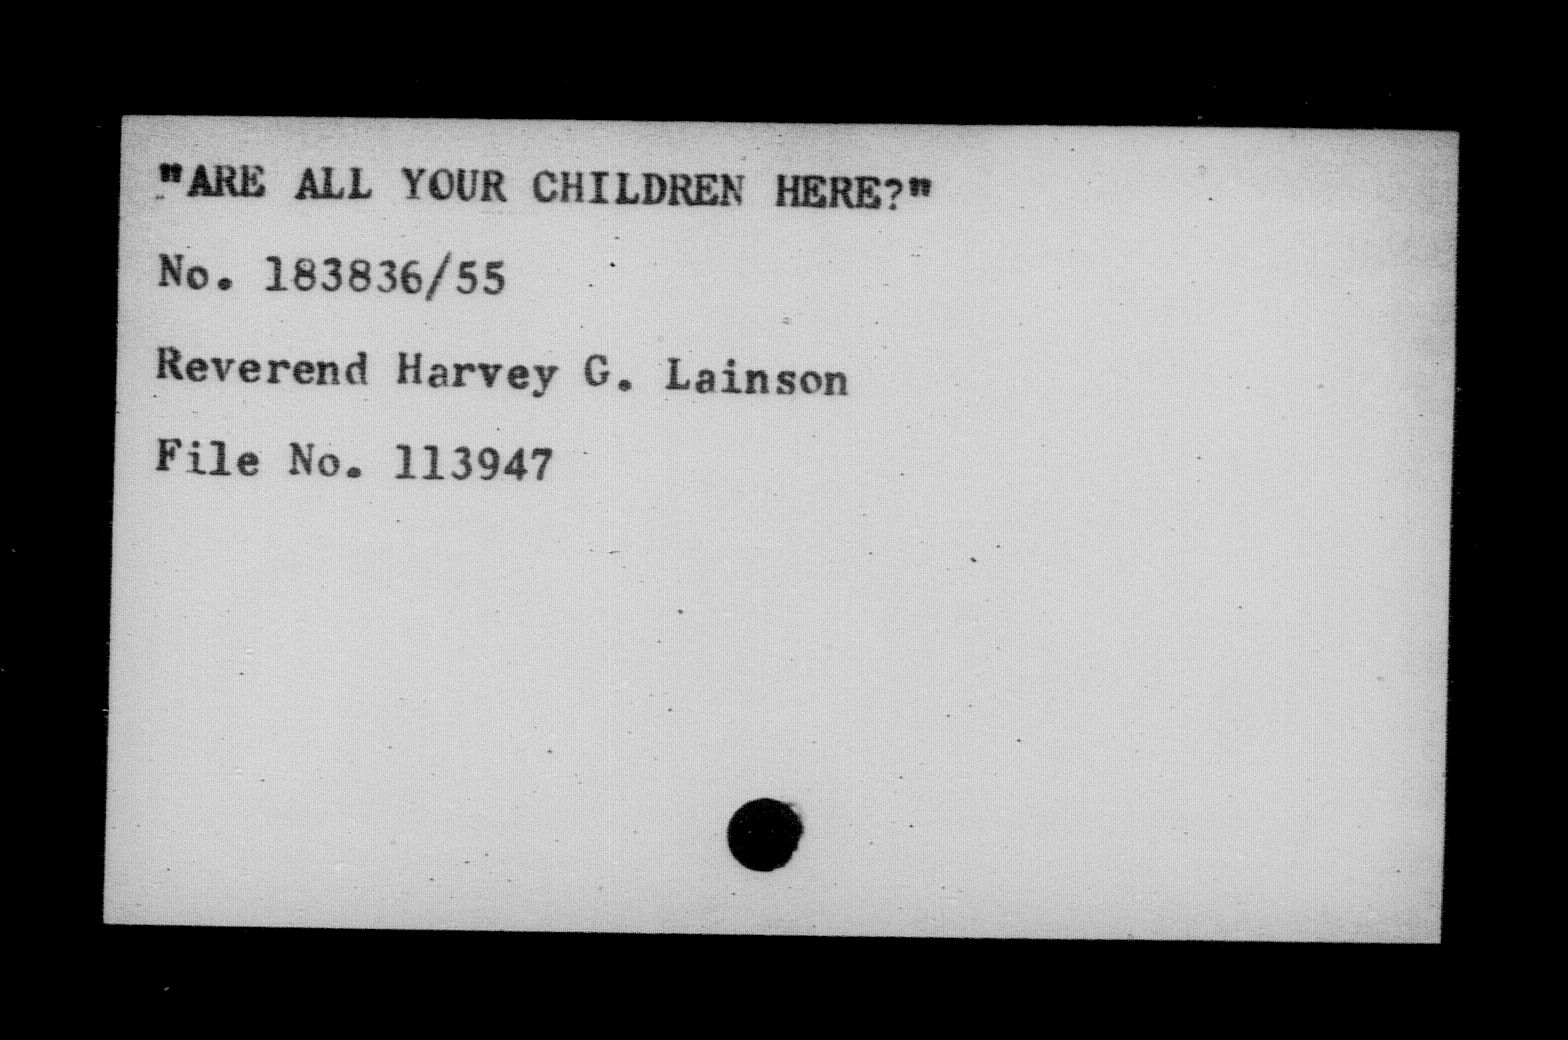 "ARE ALL YOUR CHILDREN HERE?"
No. 183836/55
Reverend Harvey G. Lainson
File No. 113947